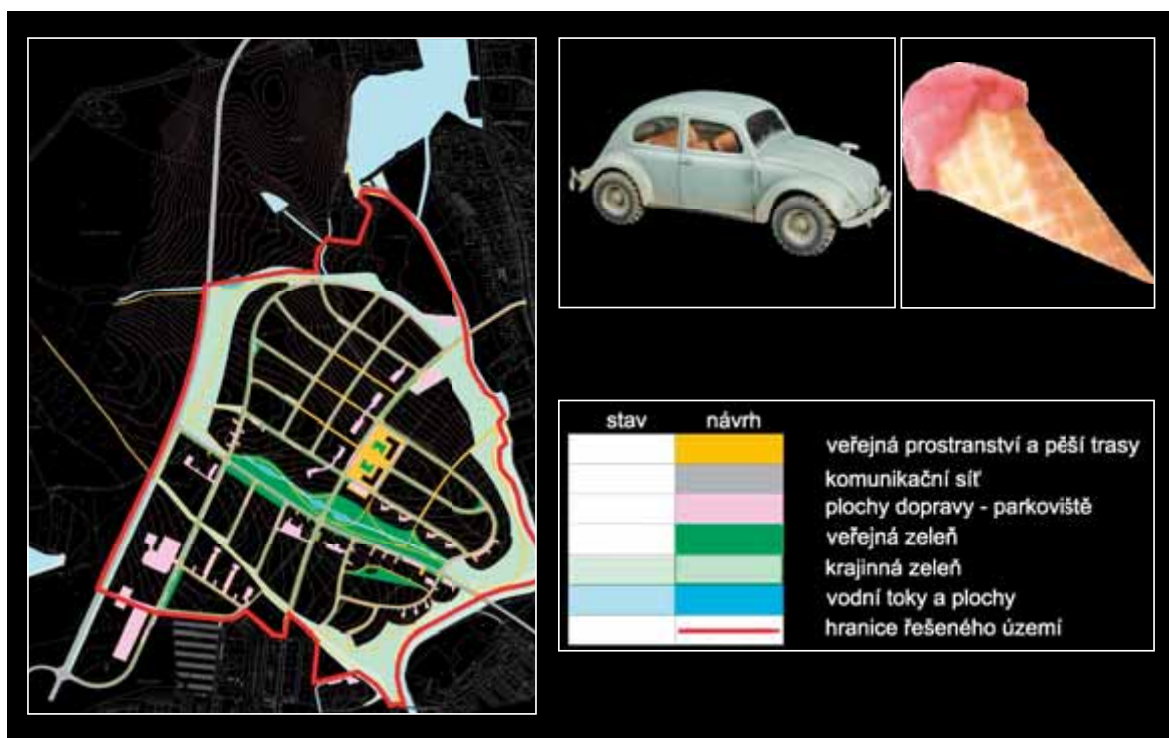 stav návrh
veřejná prostranství a pěší trasy
komunikační síť
plochy dopravy - parkoviště
veřejná zeleň
krajinná zeleň
vodní toky a plochy
hranice řešeného území